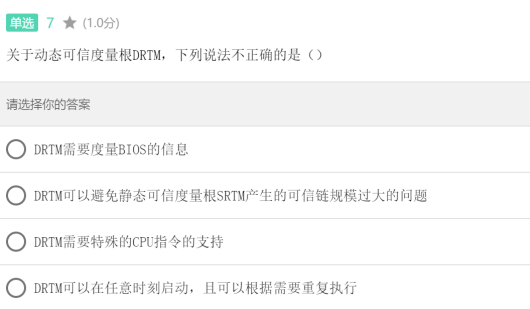 单选 7 ★ (1.0分)
关于动态可信度量根DRTM，下列说法不正确的是（）
请选择你的答案
DRTM需要度量BIOS的信息
DRTM可以避免静态可信度量根SRTM产生的可信链规模过大的问题
DRTM需要特殊的CPU指令的支持
DRTM可以在任意时刻启动，且可以根据需要重复执行